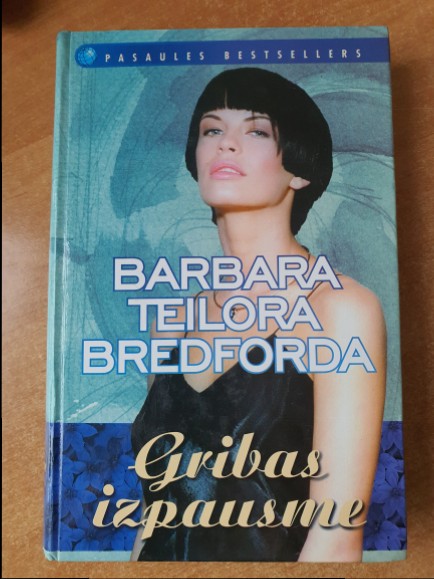 PASAULES BESTSELLERS
BARBARA
TEILORA
BREDFORDA
Gribas
izpausme